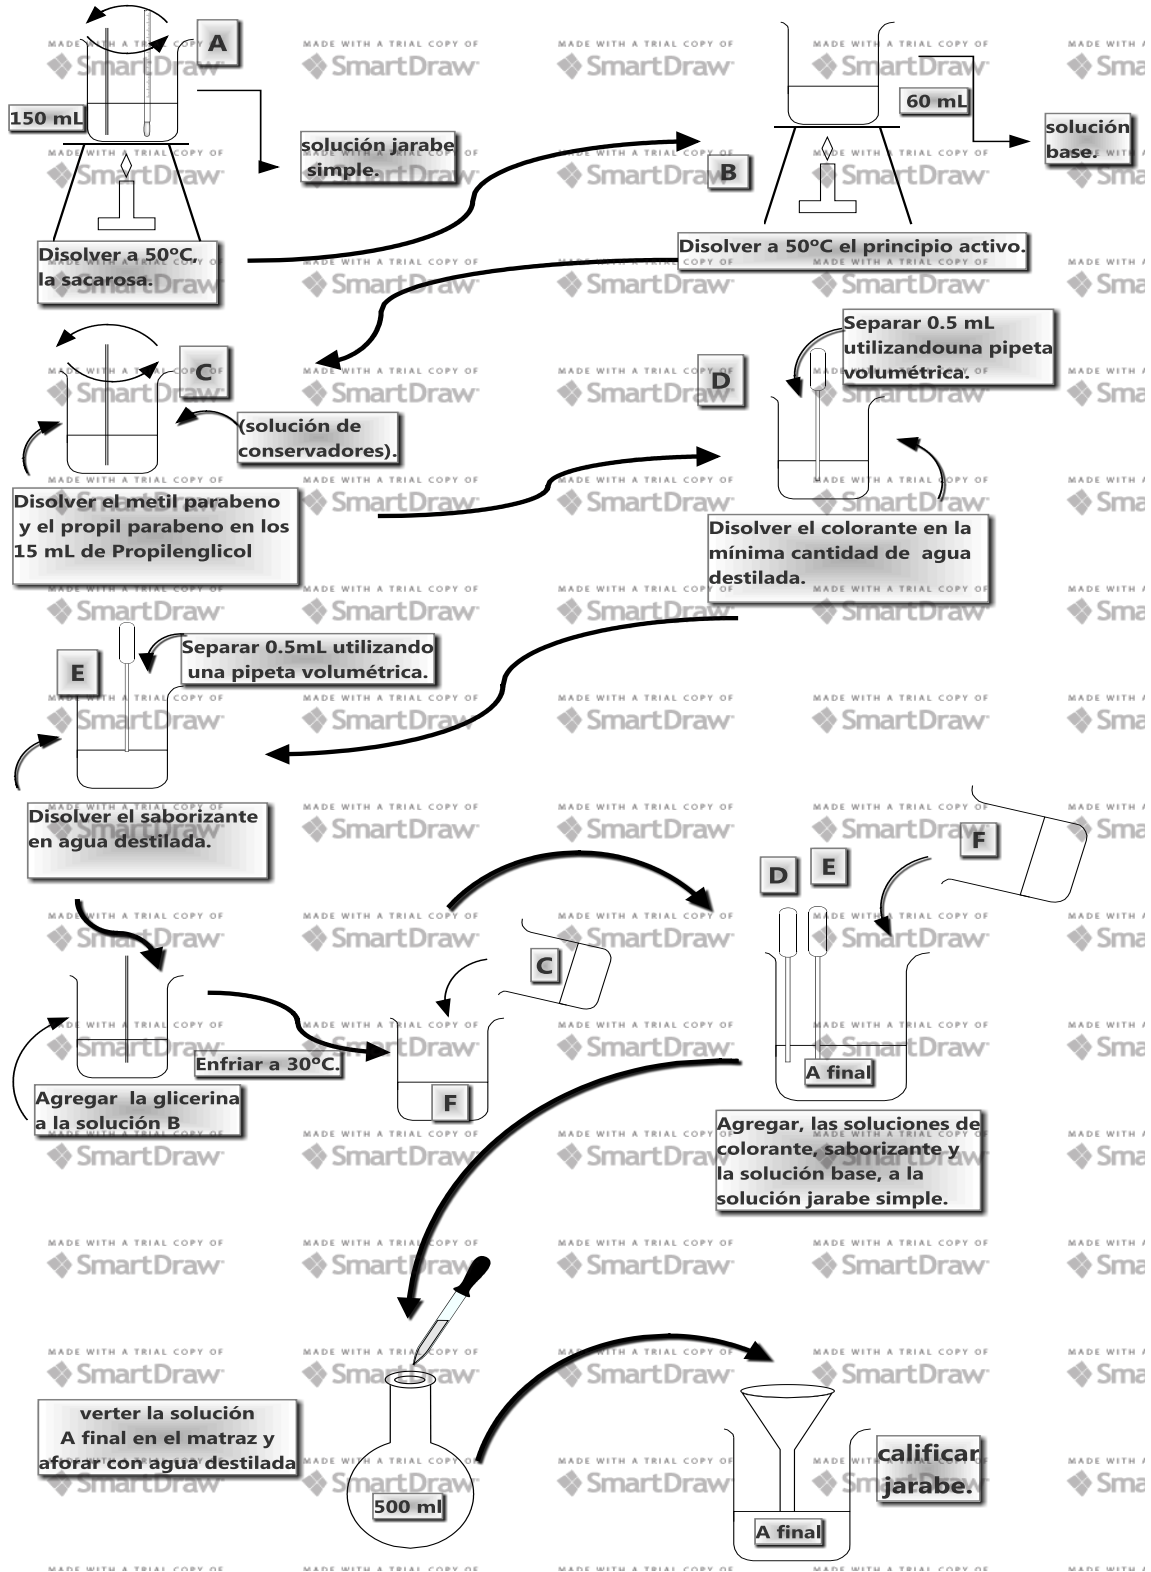 A
150 mL
solución jarabe
simple.
Disolver a 50ºC,
la sacarosa.
60 mL
solución
base.
B
Disolver a 50ºC el principio activo.
C
(solución de
conservadores).
Disolver el metil parabeno
y el propil parabeno en los
15 mL de Propilenglicol
D
Separar 0.5 mL
utilizandouna pipeta
volumétrica.
Disolver el colorante en la
mínima cantidad de agua
destilada.
E
Separar 0.5mL utilizando
una pipeta volumétrica.
Disolver el saborizante
en agua destilada.
Agregar la glicerina
a la solución B
Enfriar a 30ºC.
C
F
D
E
F
A final
Agregar, las soluciones de
colorante, saborizante y
la solución base, a la
solución jarabe simple.
verter la solución
A final en el matraz y
aforar con agua destilada
500 ml
calificar
jarabe.
A final
MADE WITH A TRIAL COPY OF
SmartDraw